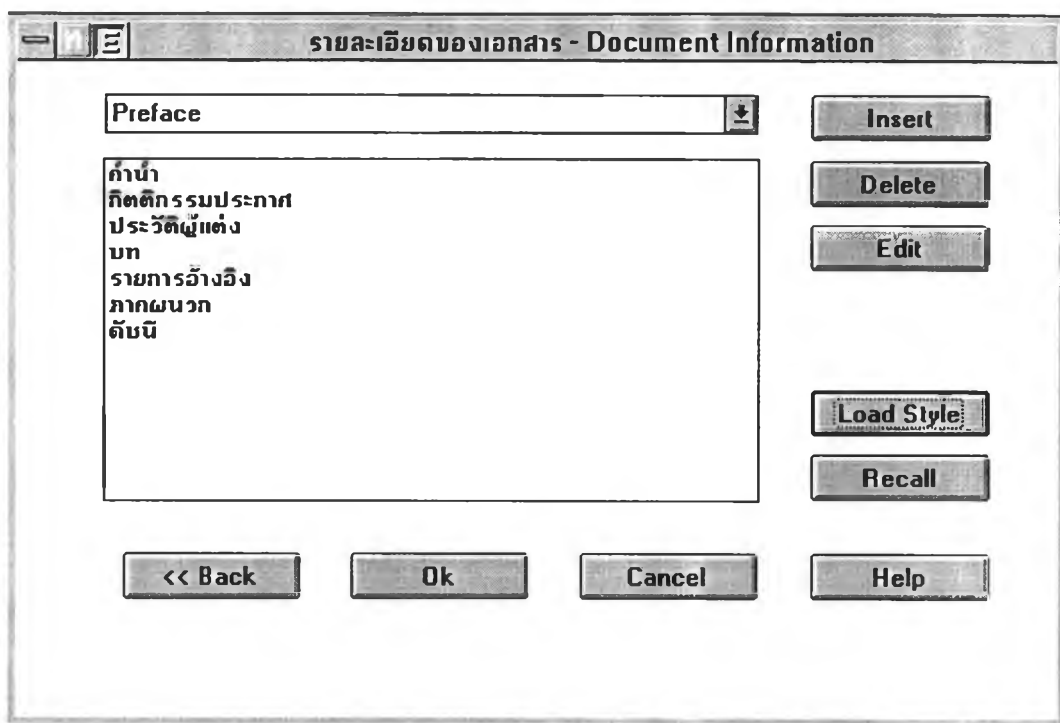 รายละเอียดของเอกสาร - Document Information
Preface
Insert
คำนำ
กิตติกรรมประกาศ
ประวัติผู้แต่ง
บท
รายการอ้างอิง
ภาคผนวก
ดัชนี
Delete
Edit
Load Style
Recall
<< Back
Ok
Cancel
Help